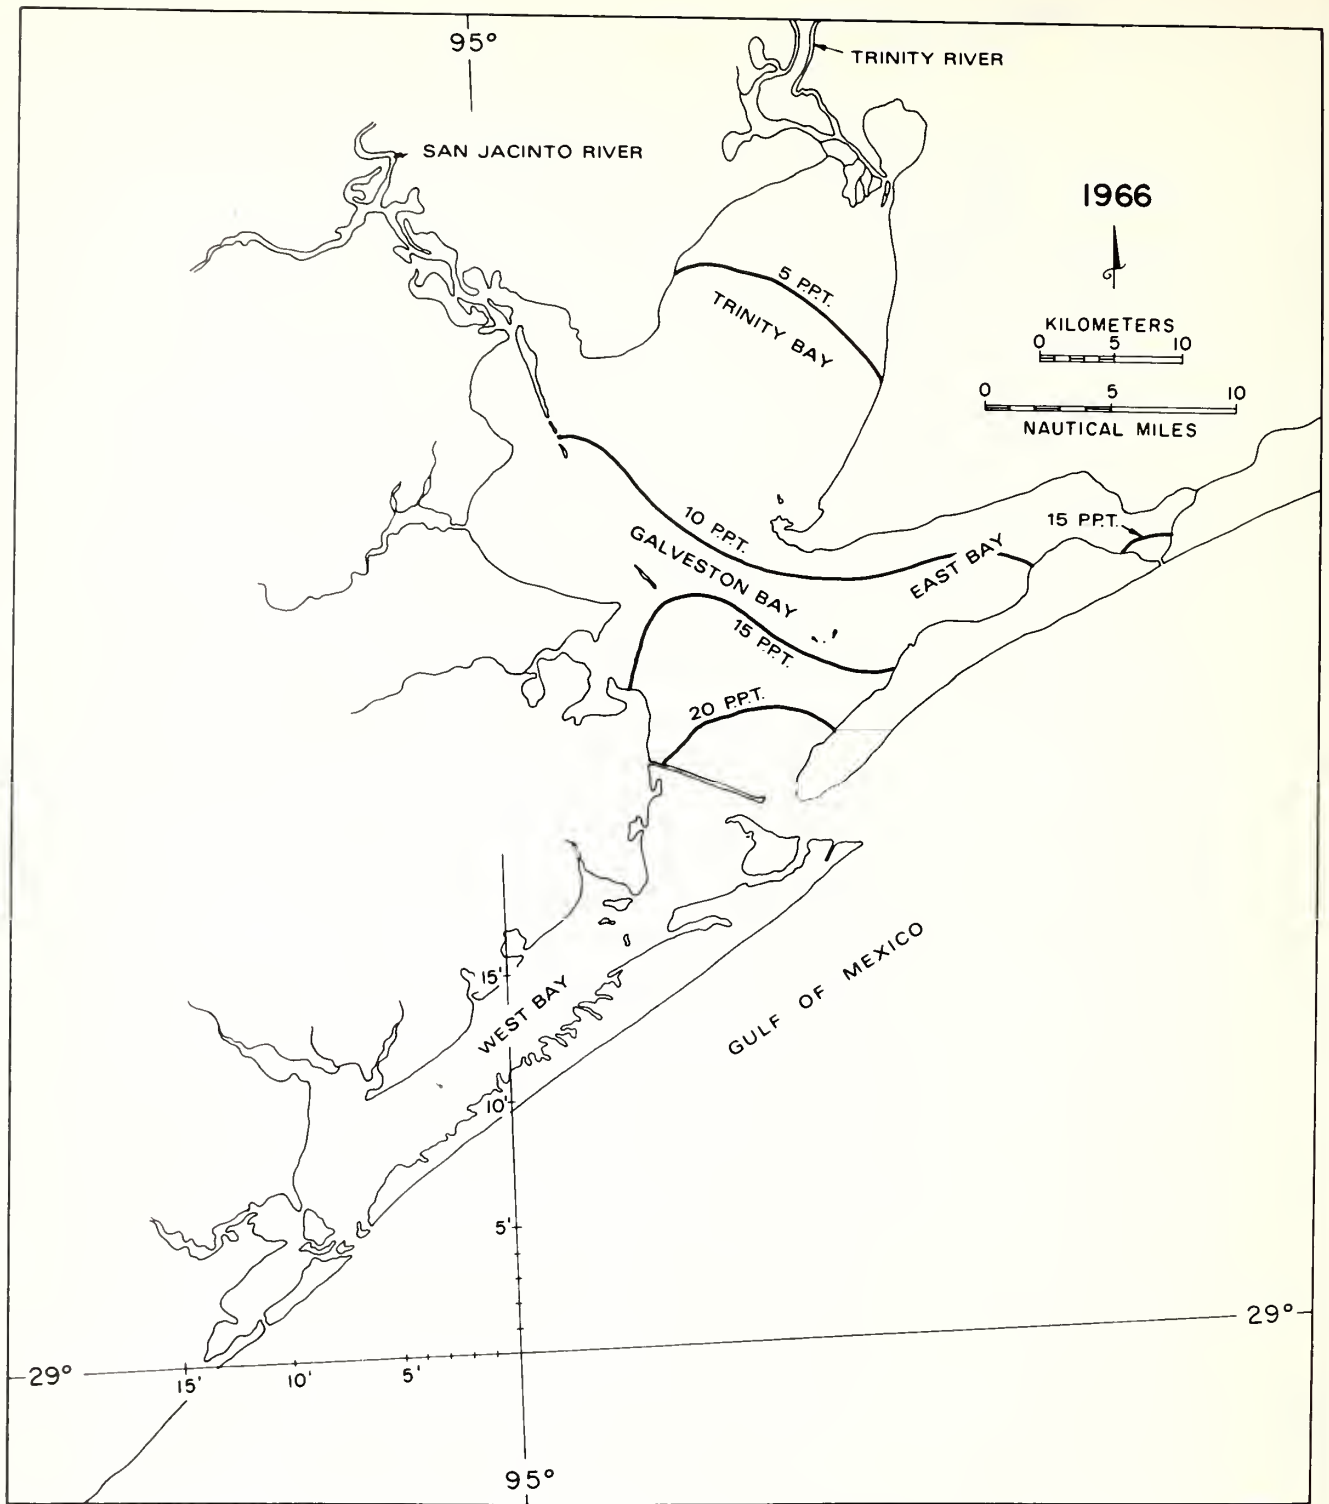 95°
TRINITY RIVER
SAN JACINTO RIVER
1966
5 P.P.T.
TRINITY BAY
KILOMETERS
0 5 10
0 5 10
NAUTICAL MILES
10 P.P.T.
15 P.P.T.
GALVESTON BAY
EAST BAY
15 P.P.T.
20 P.P.T.
GULF OF MEXICO
15'
WEST BAY
10'
5'
29°
29°
15' 10' 5'
95°